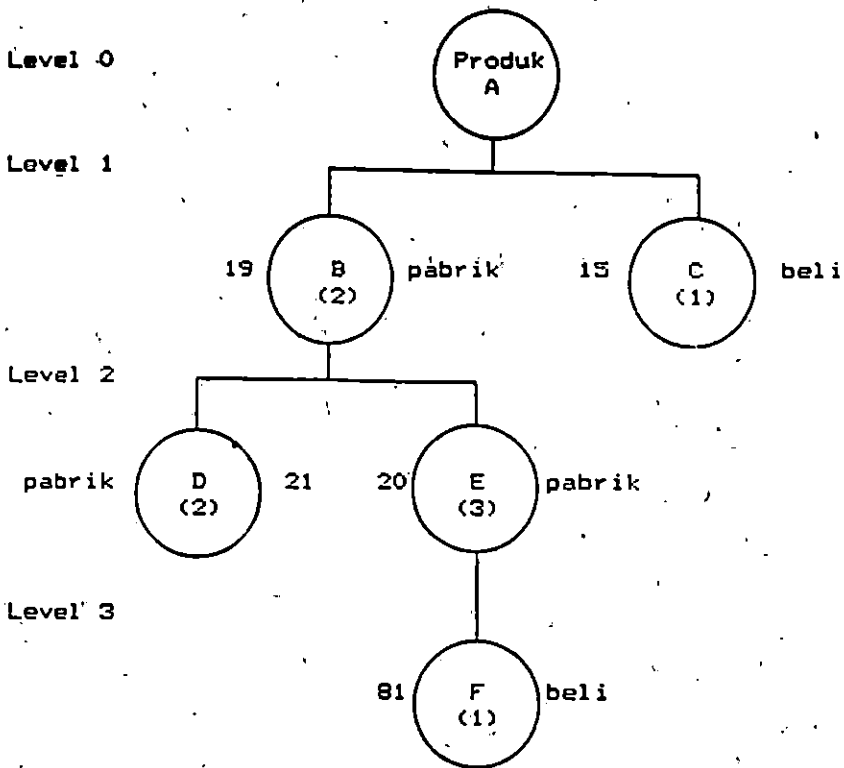 Level 0
Produk
A
Level 1
19
B
(2)
pabrik
15
C
(1)
beli
Level 2
pabrik
D
(2)
21
20
E
(3)
pabrik
Level 3
81
F
(1)
beli